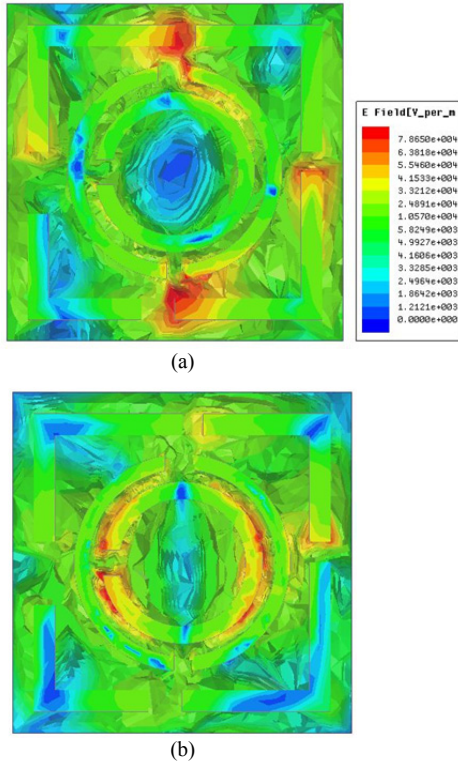 E Field[V_per_m
7.8650e+004
6.3818e+004
5.5460e+004
4.1533e+004
3.3212e+004
2.4891e+004
1.0570e+004
5.8249e+003
4.9927e+003
4.1606e+003
3.3285e+003
2.4964e+003
1.8642e+003
1.2121e+003
0.0000e+000
(a)
(b)